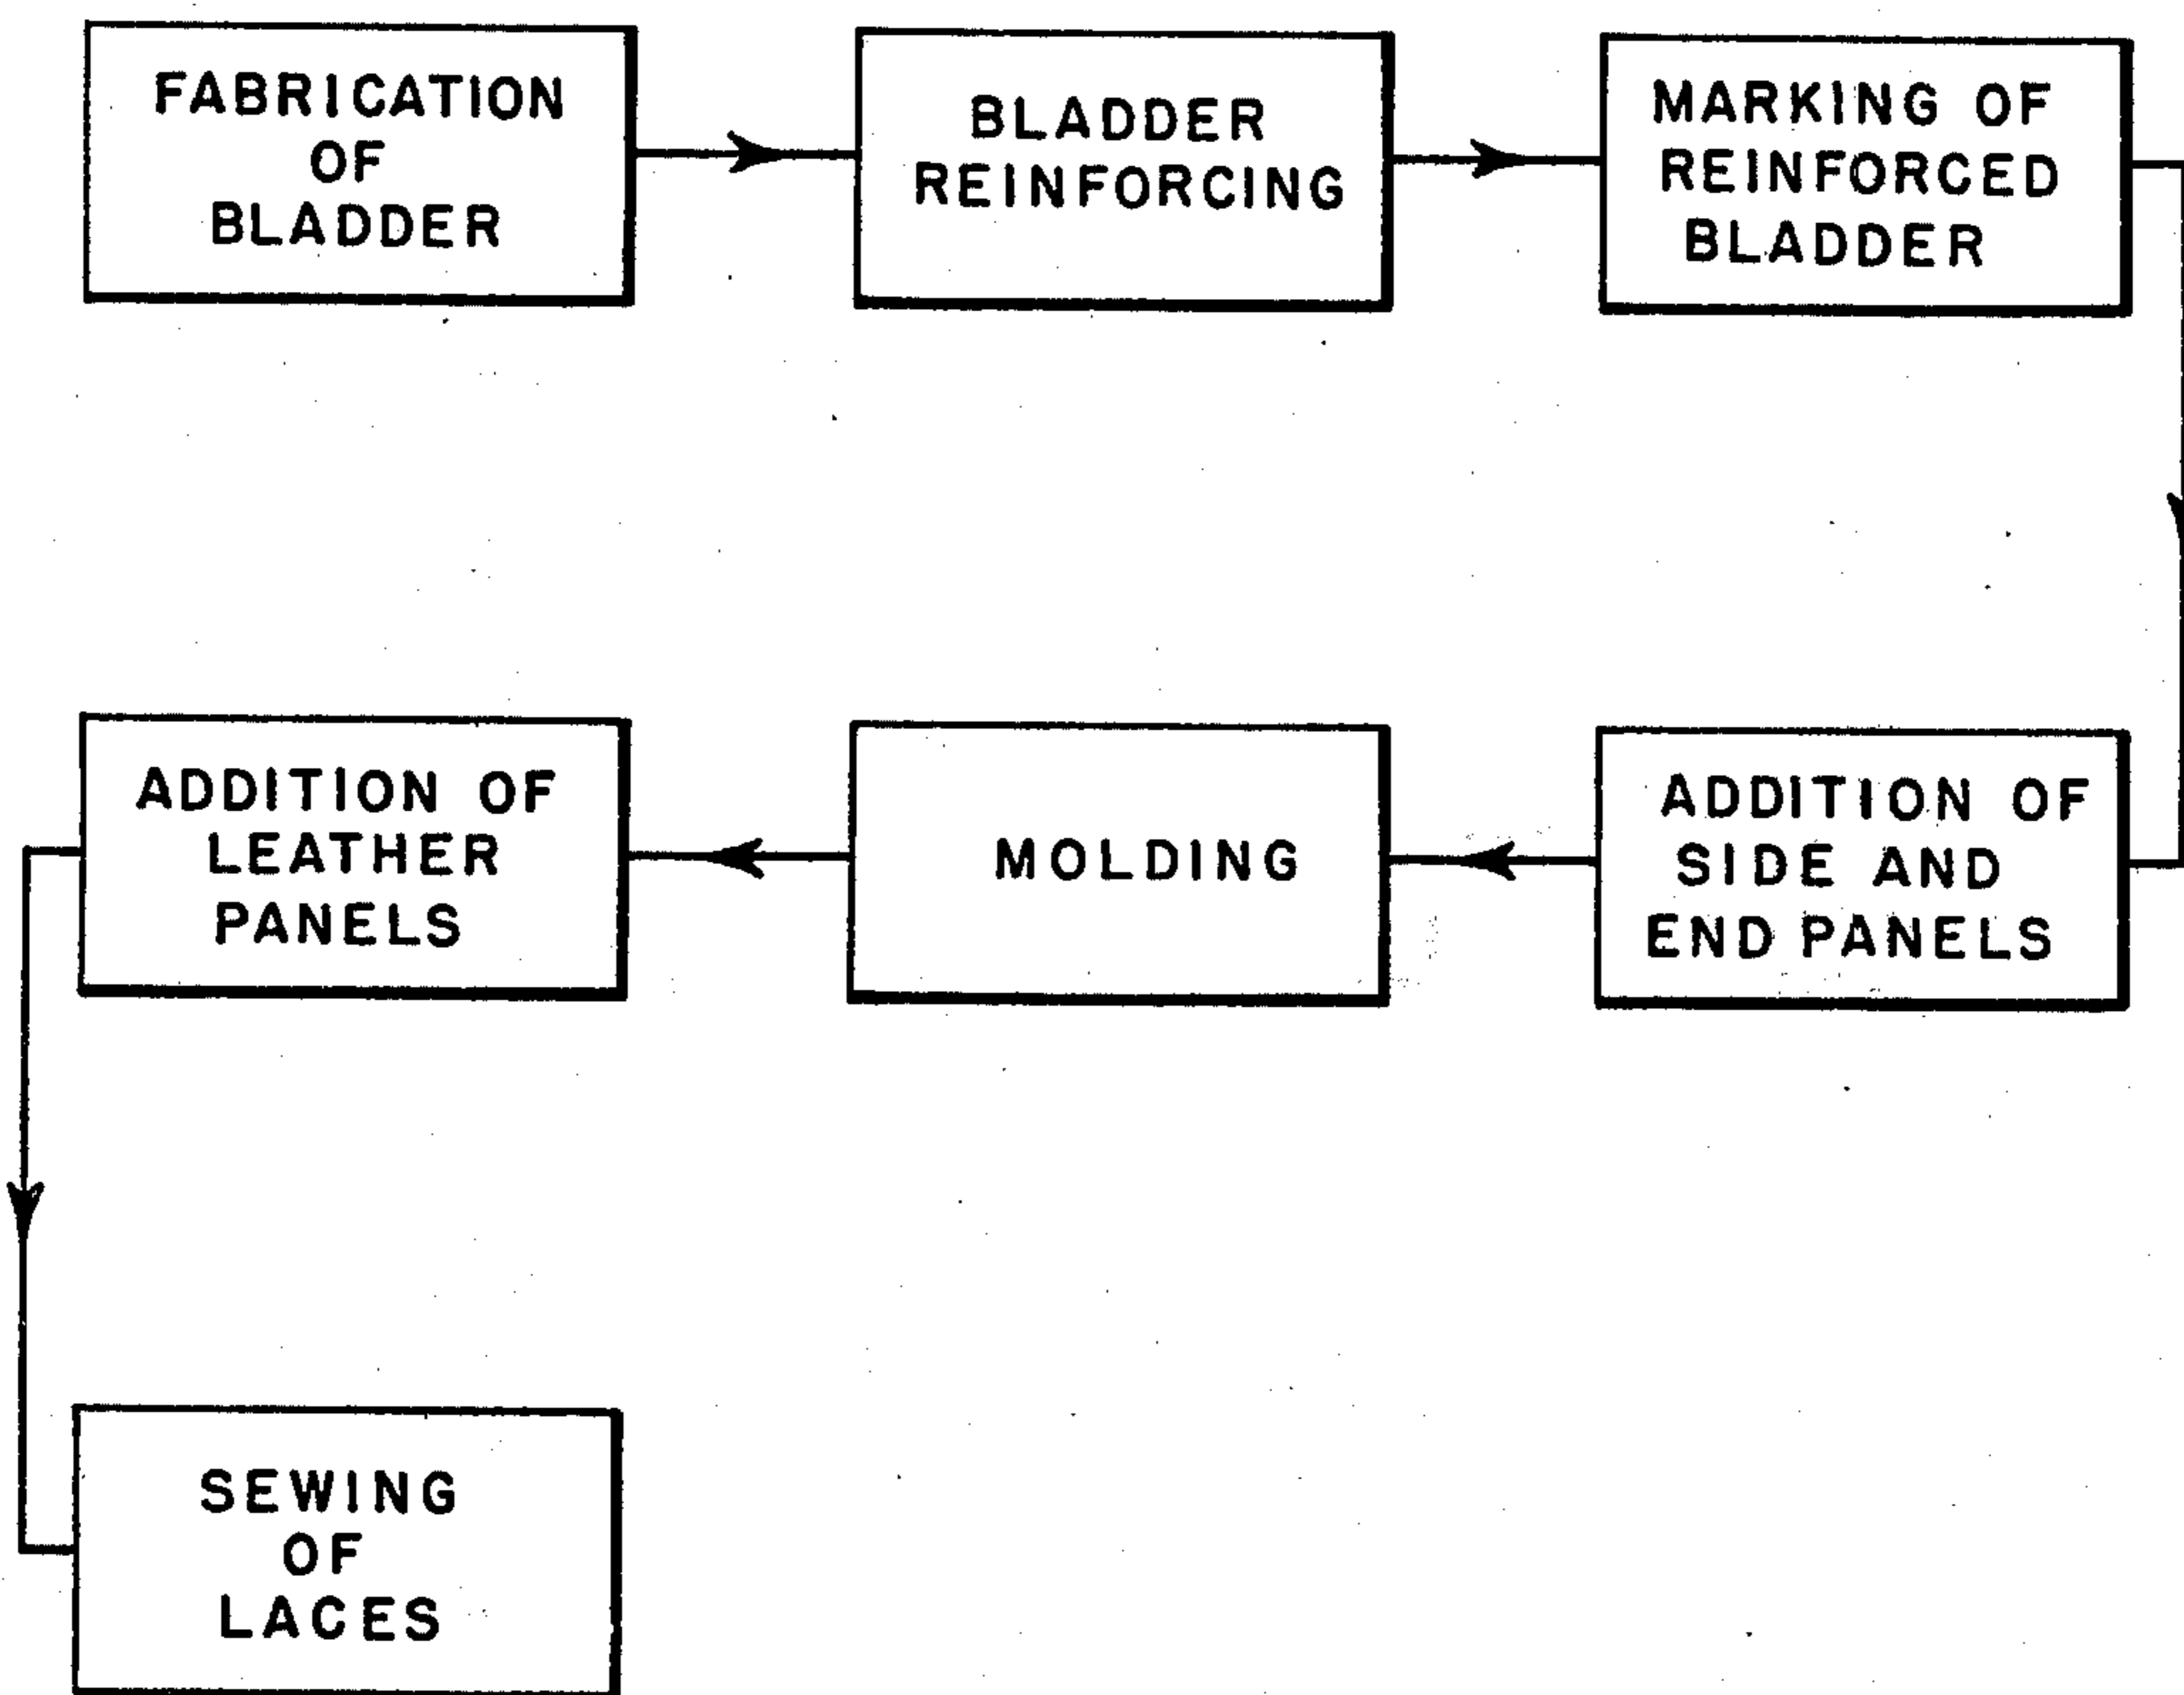 FABRICATION
OF
BLADDER
BLADDER
REINFORCING
MARKING OF
REINFORCED
BLADDER
ADDITION OF
SIDE AND
END PANELS
MOLDING
ADDITION OF
LEATHER
PANELS
SEWING
OF
LACES